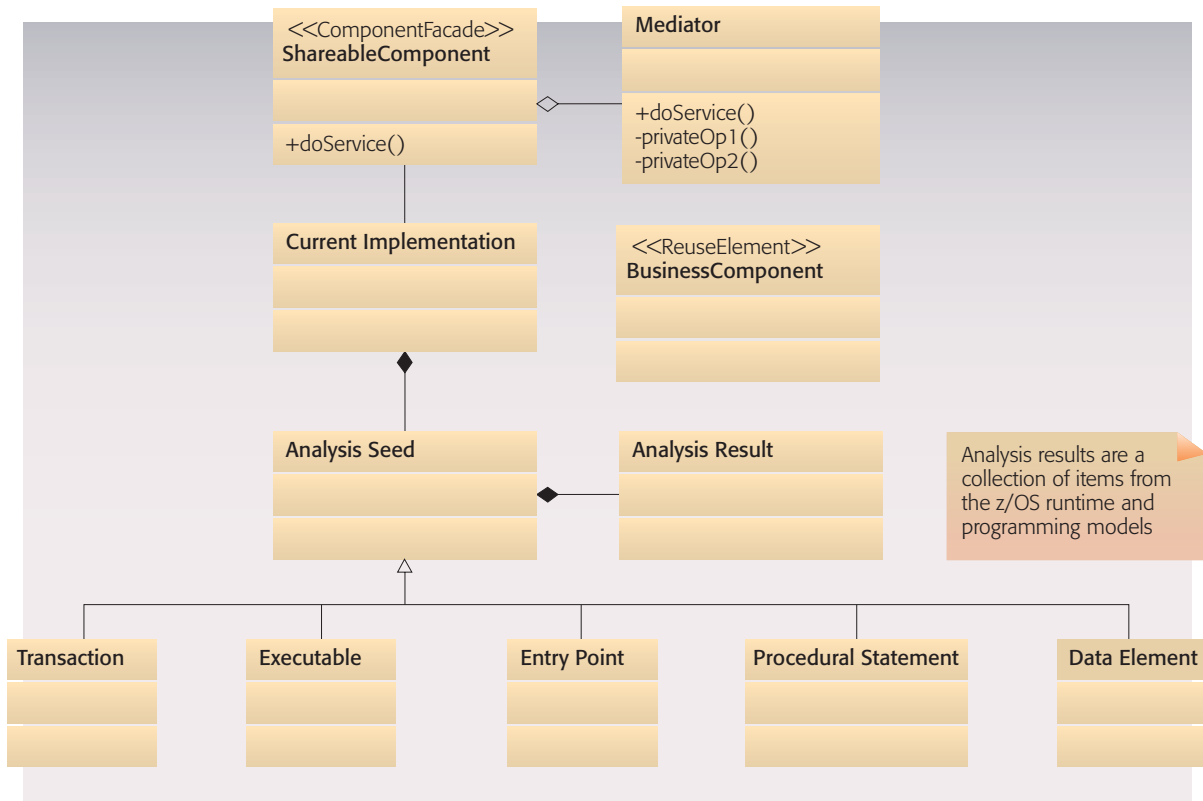 <<ComponentFacade>>
ShareableComponent
+doService()
Mediator
+doService()
-privateOp1()
-privateOp2()
Current Implementation
<<ReuseElement>>
BusinessComponent
Analysis Seed
Analysis Result
Analysis results are a
collection of items from
the z/OS runtime and
programming models
Transaction
Executable
Entry Point
Procedural Statement
Data Element